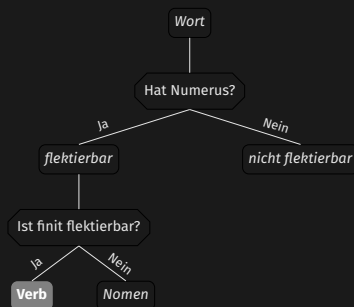 Wort
Hat Numerus?
Ja
Nein
flektierbar
nicht flektierbar
Ist finit flektierbar?
Ja
Nein
Verb
Nomen